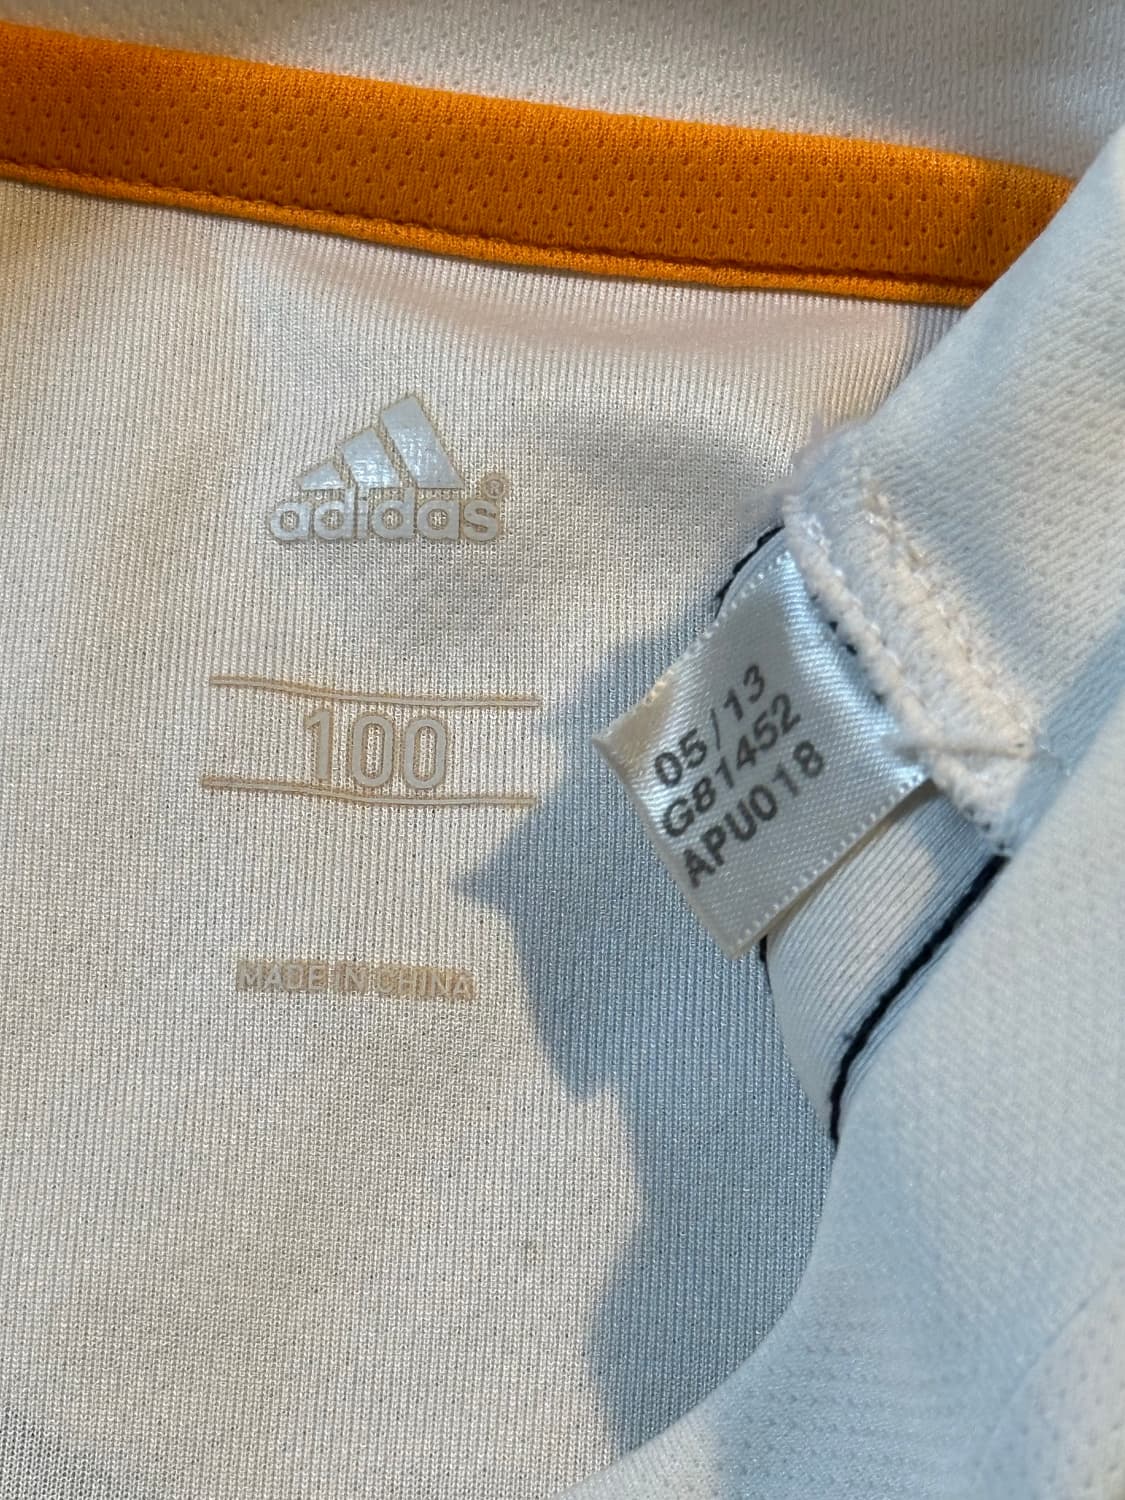 adidas®
100
MADE IN CHINA
05/13
G81452
APU018